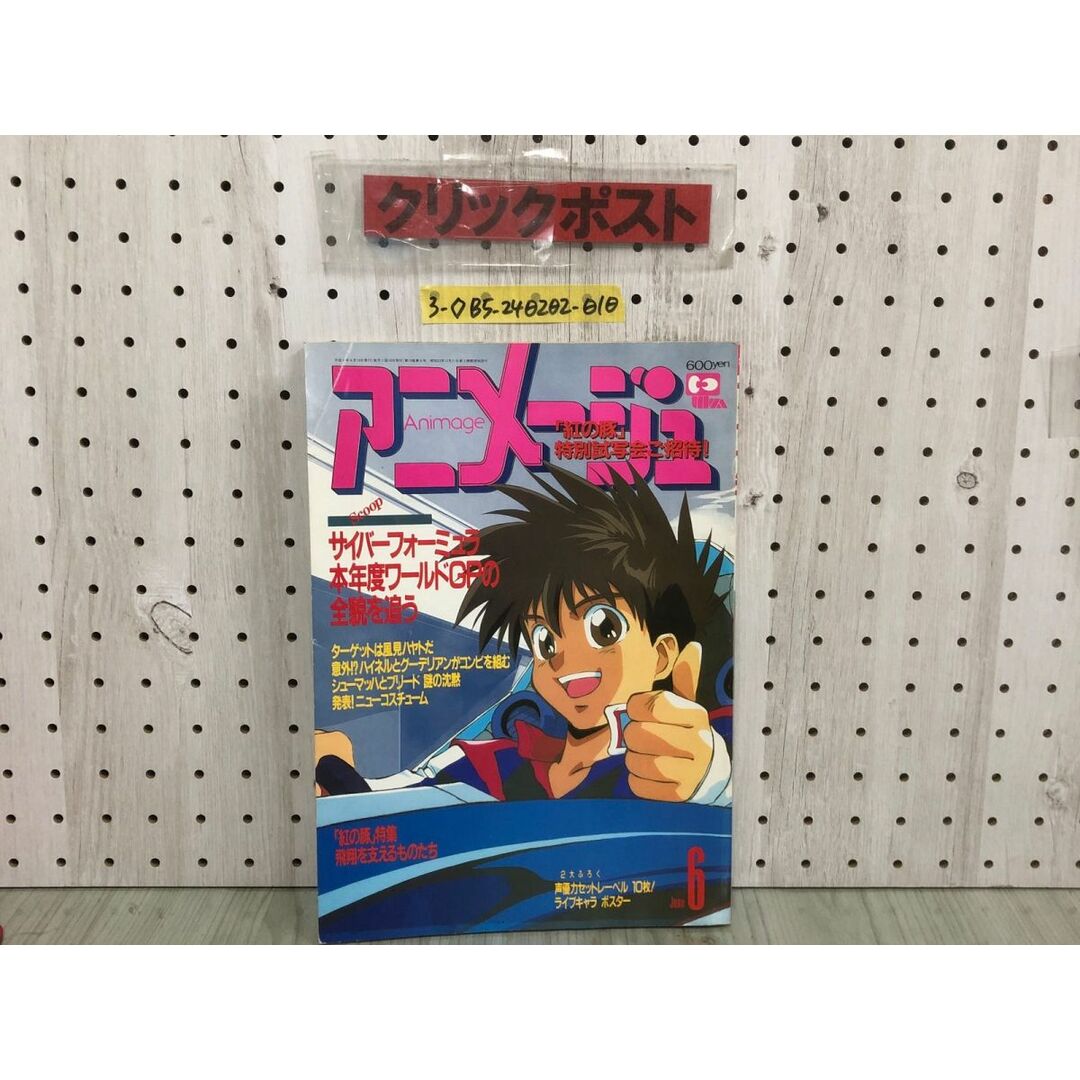 クリックポスト
3-OB5-240202-010
600yen
アニメージュ
Animage
「紅の豚」
特別試写会ご招待!
Scoop
サイバーフォーミュラ
本年度ワールドGPの
全貌を追う
ターゲットは風見ハヤトだ
意外!?ハイネルとグーデリアンがコンビを組む
シューマッハとブリード 謎の沈黙
発表!ニューコスチューム
「紅の豚」特集
飛翔を支えるものたち
2大ふろく
声優カセットレーベル 10枚!
ライブキャラ ポスター
June 6